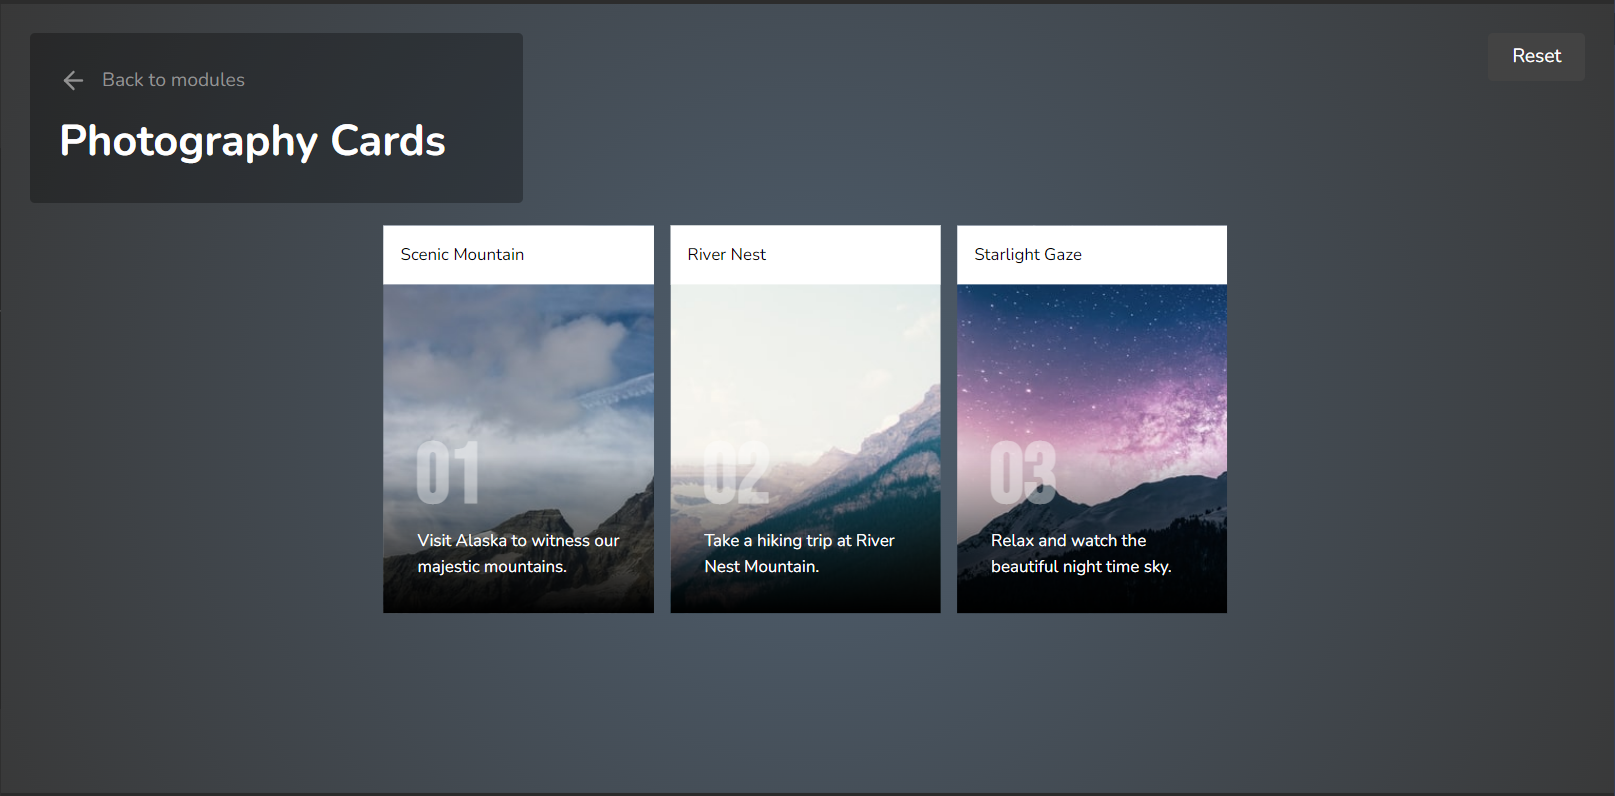 Back to modules
Reset
Photography Cards
Scenic Mountain
01
Visit Alaska to witness our
majestic mountains.
River Nest
02
Take a hiking trip at River
Nest Mountain.
Starlight Gaze
03
Relax and watch the
beautiful night time sky.